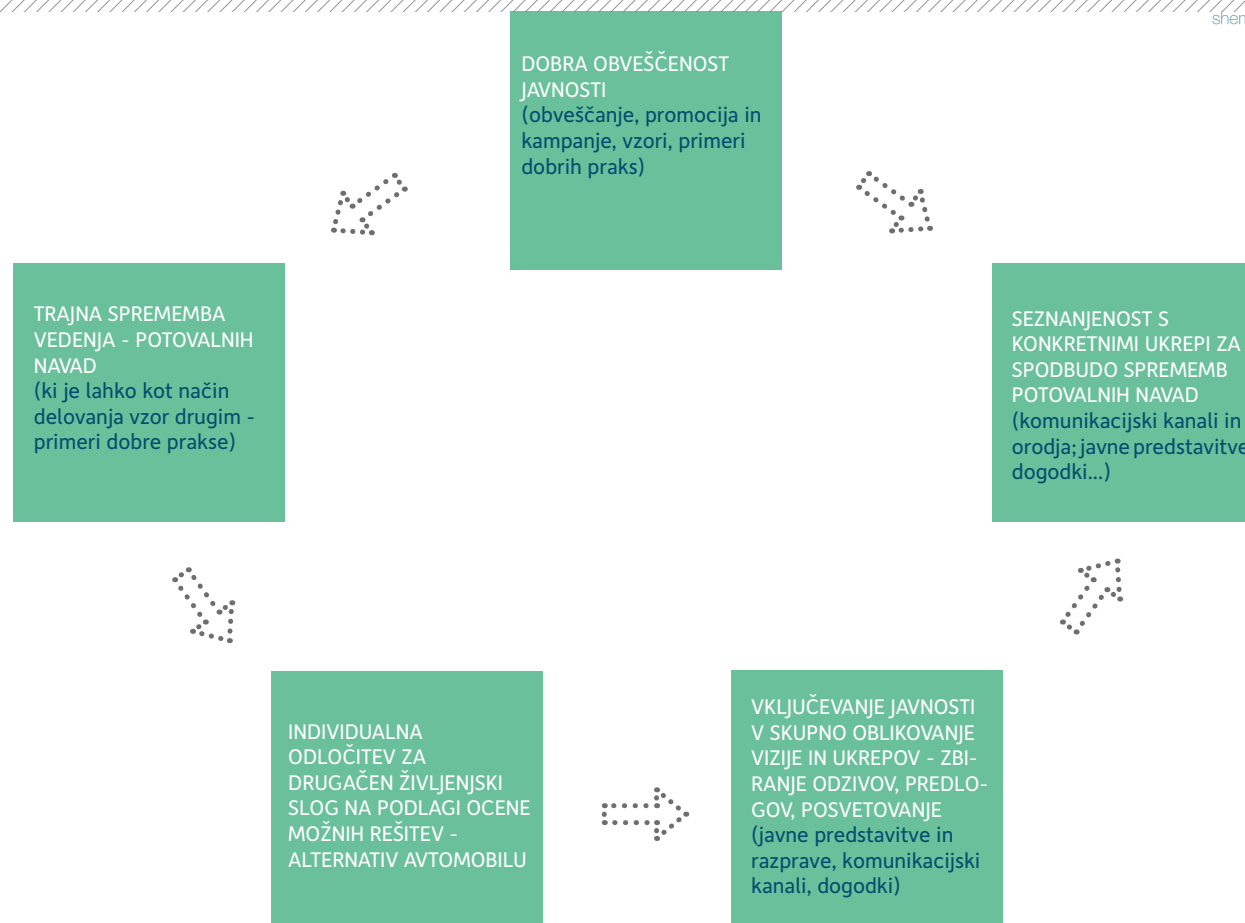 shem
DOBRA OBVEŠČENOST
JAVNOSTI
(obveščanje, promocija in
kampanje, vzori, primeri
dobrih praks)
TRAJNA SPREMEMBA
VEDENJA - POTOVALNIH
NAVAD
(ki je lahko kot način
delovanja vzor drugim -
primeri dobre prakse)
SEZNANJENOST S
KONKRETNIMI UKREPI ZA
SPODBUDO SPREMEMB
POTOVALNIH NAVAD
(komunikacijski kanali in
orodja; javne predstavitve
dogodki...)
INDIVIDUALNA
ODLOČITEV ZA
DRUGAČEN ŽIVLJENJSKI
SLOG NA PODLAGI OCENE
MOŽNIH REŠITEV -
ALTERNATIV AVTOMOBILU
VKLJUČEVANJE JAVNOSTI
V SKUPNO OBLIKOVANJE
VIZIJE IN UKREPOV - ZBI-
RANJE ODZIVOV, PREDLO-
GOV, POSVETOVANJE
(javne predstavitve in
razprave, komunikacijski
kanali, dogodki)